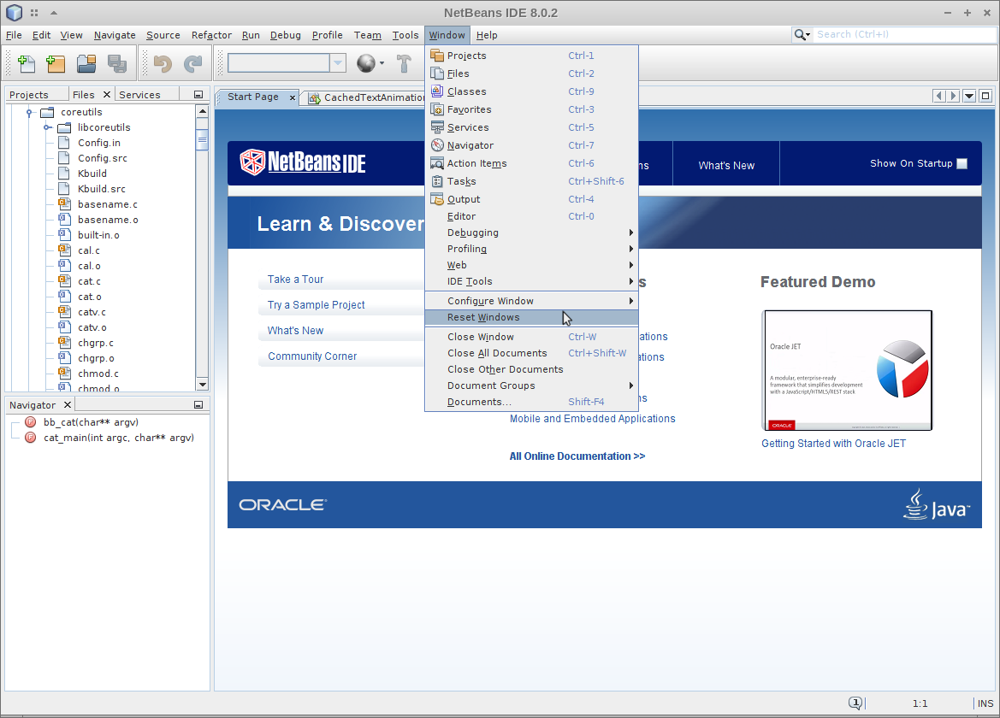 NetBeans IDE 8.0.2
File Edit View Navigate Source Refactor Run Debug Profile Team Tools Window Help
Search (Ctrl+I)
Projects Files Services
coreutils
libcoreutils
Config.in
Config.src
Kbuild
Kbuild.src
basename.c
basename.o
built-in.o
cal.c
cal.o
cat.c
cat.o
catv.c
catv.o
chgrp.c
chgrp.o
chmod.c
chmod.o
Navigator
bb_cat(char** argv)
cat_main(int argc, char** argv)
Start Page CachedTextAnimation
Projects Ctrl-1
Files Ctrl-2
Classes Ctrl-9
Favorites Ctrl-3
Services Ctrl-5
Navigator Ctrl-7
Action Items Ctrl-6
Tasks Ctrl+Shift-6
Output Ctrl-4
Editor Ctrl-0
Debugging
Profiling
Web
IDE Tools
Configure Window
Reset Windows
Close Window Ctrl-W
Close All Documents Ctrl+Shift-W
Close Other Documents
Document Groups
Documents... Shift-F4
NetBeans IDE
What's New
Show On Startup
Learn & Discover
Take a Tour
Try a Sample Project
What's New
Community Corner
Mobile and Embedded Applications
All Online Documentation >>
Featured Demo
Oracle JET
A modular, enterprise-ready
framework that simplifies development
with a JavaScript/HTML5/REST stack
ORACLE
Getting Started with Oracle JET
ORACLE
Java
1
1:1
INS